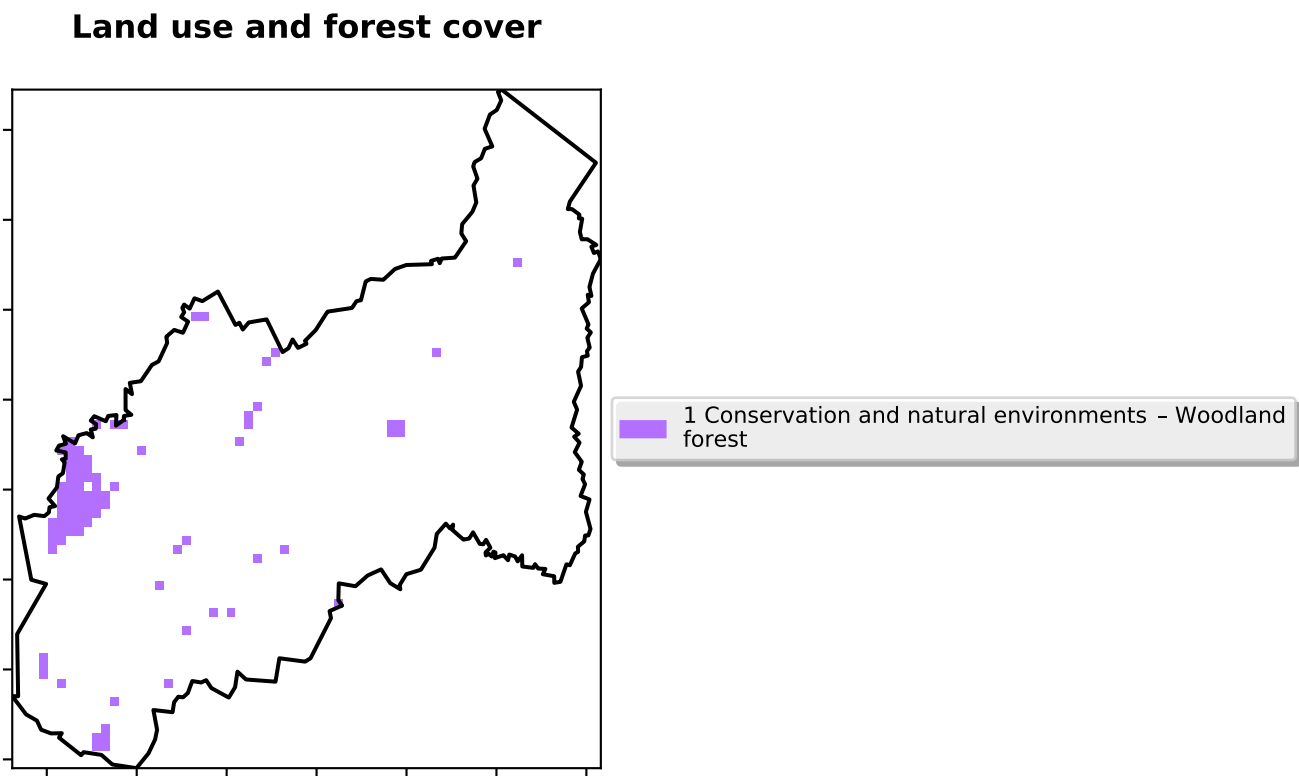 Land use and forest cover
1 Conservation and natural environments – Woodland
forest